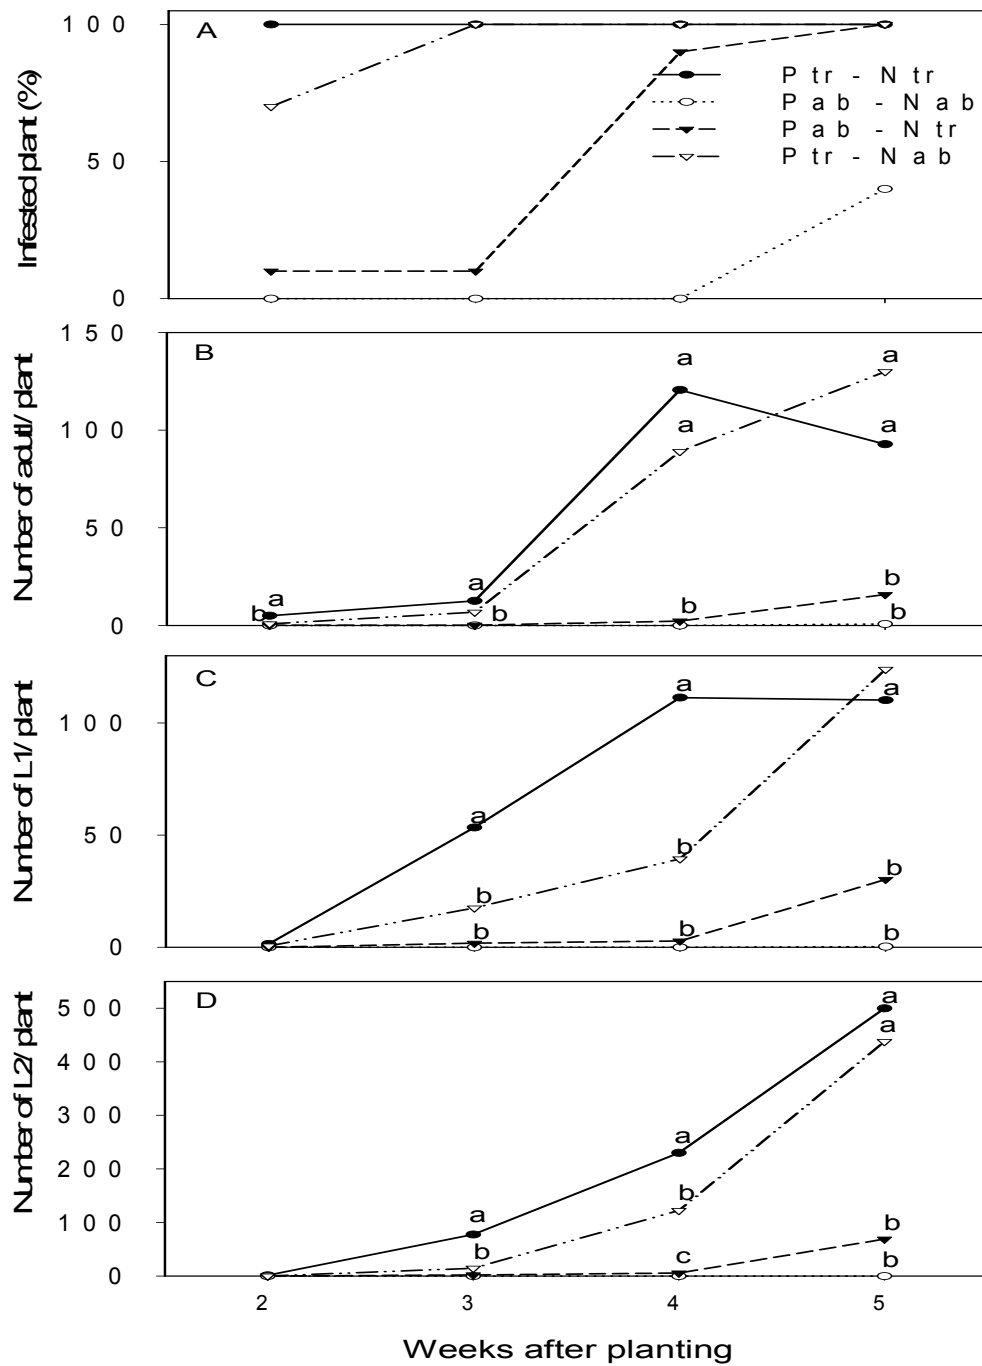 100
A
Ptr - Ntr
Pab - Nab
Pab - Ntr
Ptr - Nab
50
0
Infested plant (%)
150
B
a
a
a
a
100
50
a
a
b
b
b
b
b
0
Number of adult/plant
C
a
a
100
a
50
b
b
b
b
b
b
0
Number of L1/plant
D
500
a
a
400
300
a
200
b
a
100
b
c
b
b
0
Number of L2/plant
2 3 4 5
Weeks after planting